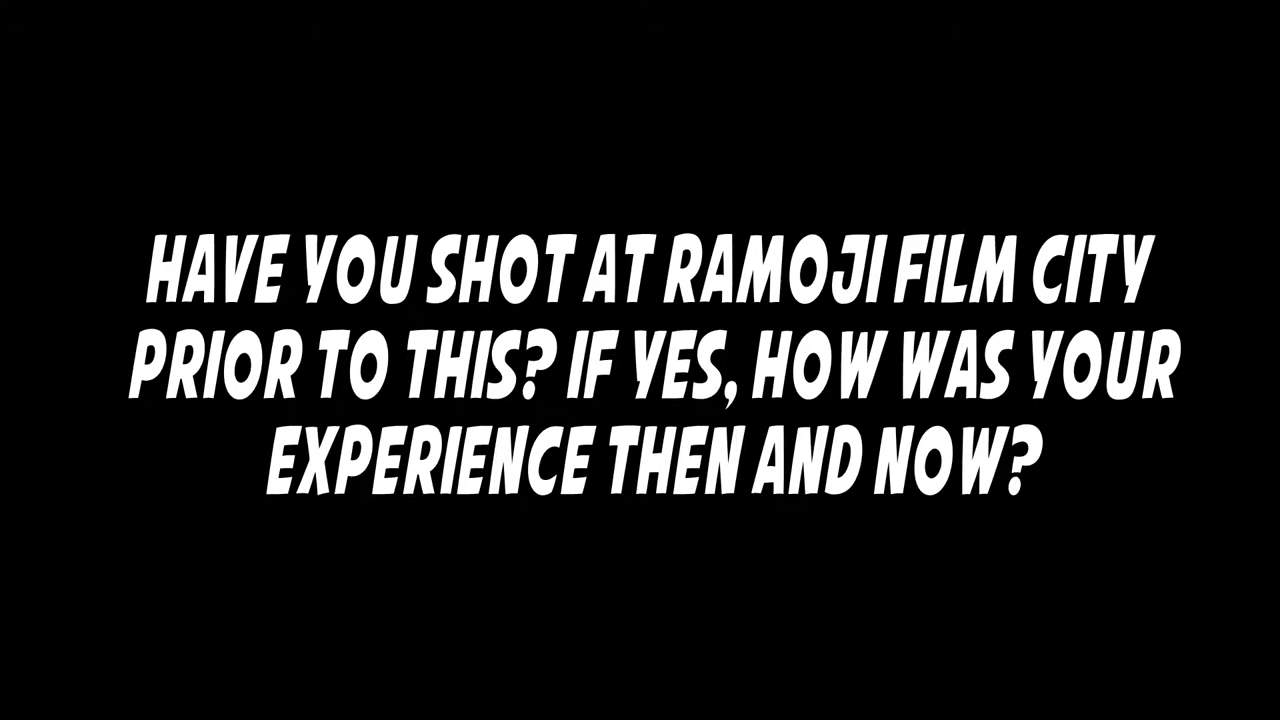 HAVE YOU SHOT AT RAMOJI FILM CITY
PRIOR TO THIS? IF YES, HOW WAS YOUR
EXPERIENCE THEN AND NOW?